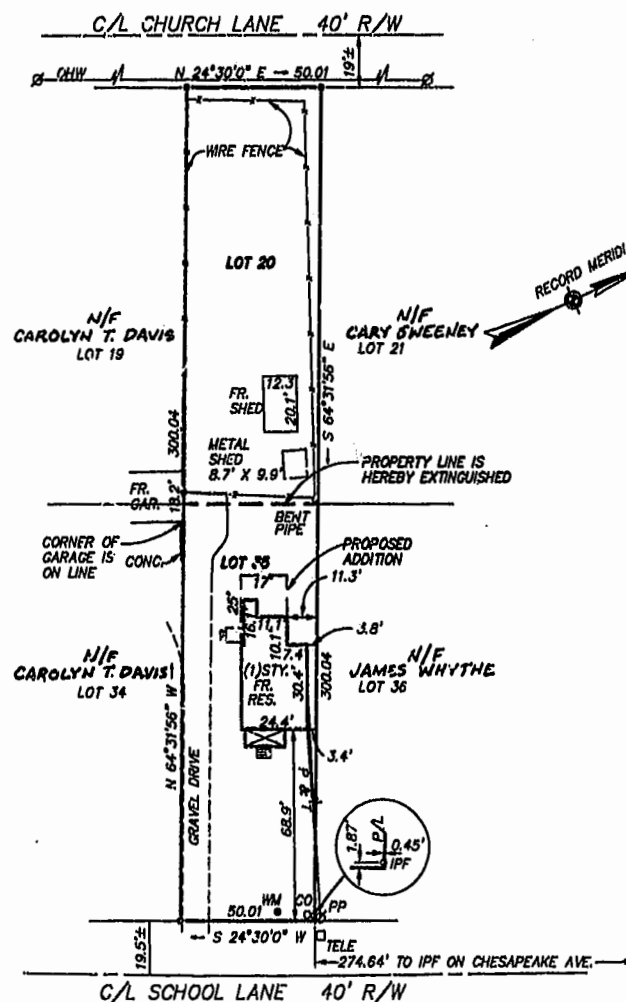 C/L CHURCH LANE 40' R/W
19'±
OHW
N 24°30'0" E 50.01
WIRE FENCE
LOT 20
RECORD MERIDI
N/F
CAROLYN T. DAVIS
LOT 19
N/F
CARY SWEENEY
LOT 21
S 64°31'56" E
300.04
FR.
SHED
12.3
20.1'
METAL
SHED
8.7' X 9.9'
PROPERTY LINE IS
HEREBY EXTINGUISHED
FR.
GAR.
18.2'
BENT
PIPE
CORNER OF
GARAGE IS
ON LINE
CONC.
LOT 35
PROPOSED
ADDITION
17'
11.3'
25'
16.1'
11.1'
10.1'
7.4'
3.8'
N/F
CAROLYN T. DAVIS
LOT 34
(1)STY.
FR.
RES.
30.4'
300.04
N/F
JAMES WHYTHE
LOT 36
N 64°31'56" W
24.4'
3.4'
GRAVEL DRIVE
68.9'
1.87'
P/L
0.45'
IPF
WM
CO
PP
50.01
S 24°30'0" W
TELE
19.5'±
274.64' TO IPF ON CHESAPEAKE AVE.
C/L SCHOOL LANE 40' R/W